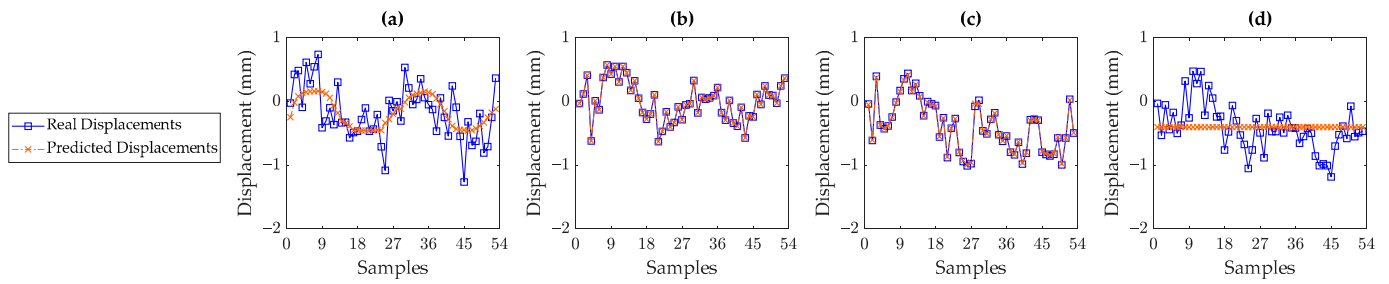 Real Displacements
Predicted Displacements
(a)
Displacement (mm)
1
0
−1
−2
0 9 18 27 36 45 54
Samples
(b)
Displacement (mm)
1
0
−1
−2
0 9 18 27 36 45 54
Samples
(c)
Displacement (mm)
1
0
−1
−2
0 9 18 27 36 45 54
Samples
(d)
Displacement (mm)
1
0
−1
−2
0 9 18 27 36 45 54
Samples